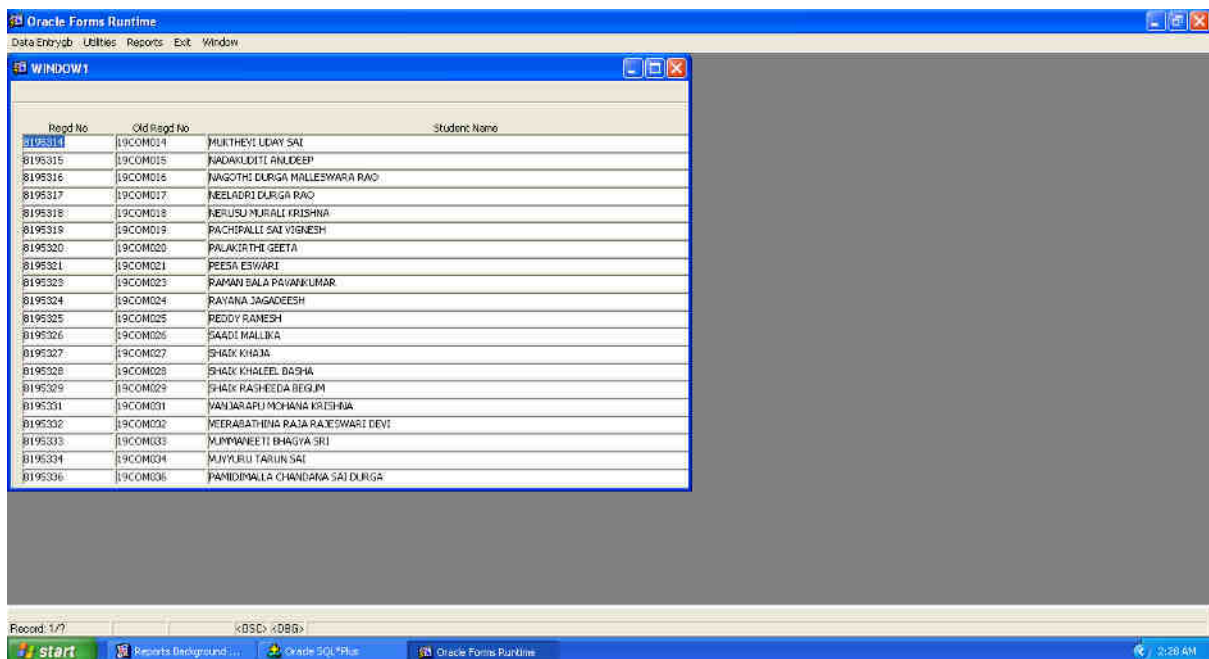 Oracle Forms Runtime
Data Entrygb Utilities Reports Exit Window
WINDOW1
Regd No Old Regd No Student Name
8195314 19COM014 MUKTHEVI UDAY SAI
8195315 19COM015 NADAKUDITI ANUDEEP
8195316 19COM016 NAGOTHI DURGA MALLESWARA RAO
8195317 19COM017 NEELADRI DURGA RAO
8195318 19COM018 NERUSU MURALI KRISHNA
8195319 19COM019 PACHIPALLI SAI VIGNESH
8195320 19COM020 PALAKIRTHI GEETA
8195321 19COM021 PEESA ESWARI
8195323 19COM023 RAMAN BALA PAVANKUMAR
8195324 19COM024 RAYANA JAGADEESH
8195325 19COM025 REDDY RAMESH
8195326 19COM026 SAADI MALLIKA
8195327 19COM027 SHAIK KHAJA
8195328 19COM028 SHAIK KHALEEL BASHA
8195329 19COM029 SHAIK RASHEEDA BEGUM
8195331 19COM031 VANJARAPU MOHANA KRISHNA
8195332 19COM032 VEERABATHINA RAJA RAJESWARI DEVI
8195333 19COM033 VUMMANEETI BHAGYA SRI
8195334 19COM034 VUYYURU TARUN SAI
8195336 19COM036 PAMIDIMALLA CHANDANA SAI DURGA
Record: 1/? <OSC> <DBG>
start Reports Background ... Oracle SQL*Plus Oracle Forms Runtime 2:28 AM